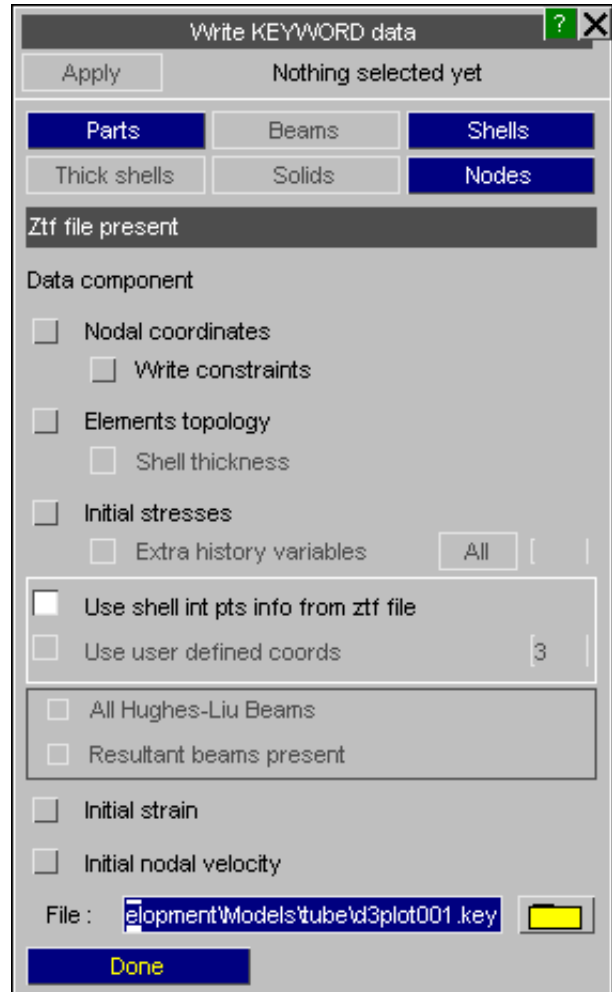 Write KEYWORD data ? X
Apply Nothing selected yet
Parts Beams Shells
Thick shells Solids Nodes
Ztf file present
Data component
Nodal coordinates
Write constraints
Elements topology
Shell thickness
Initial stresses
Extra history variables All
Use shell int pts info from ztf file
Use user defined coords 3
All Hughes-Liu Beams
Resultant beams present
Initial strain
Initial nodal velocity
File : elopment\Models\tube\d3plot001.key
Done